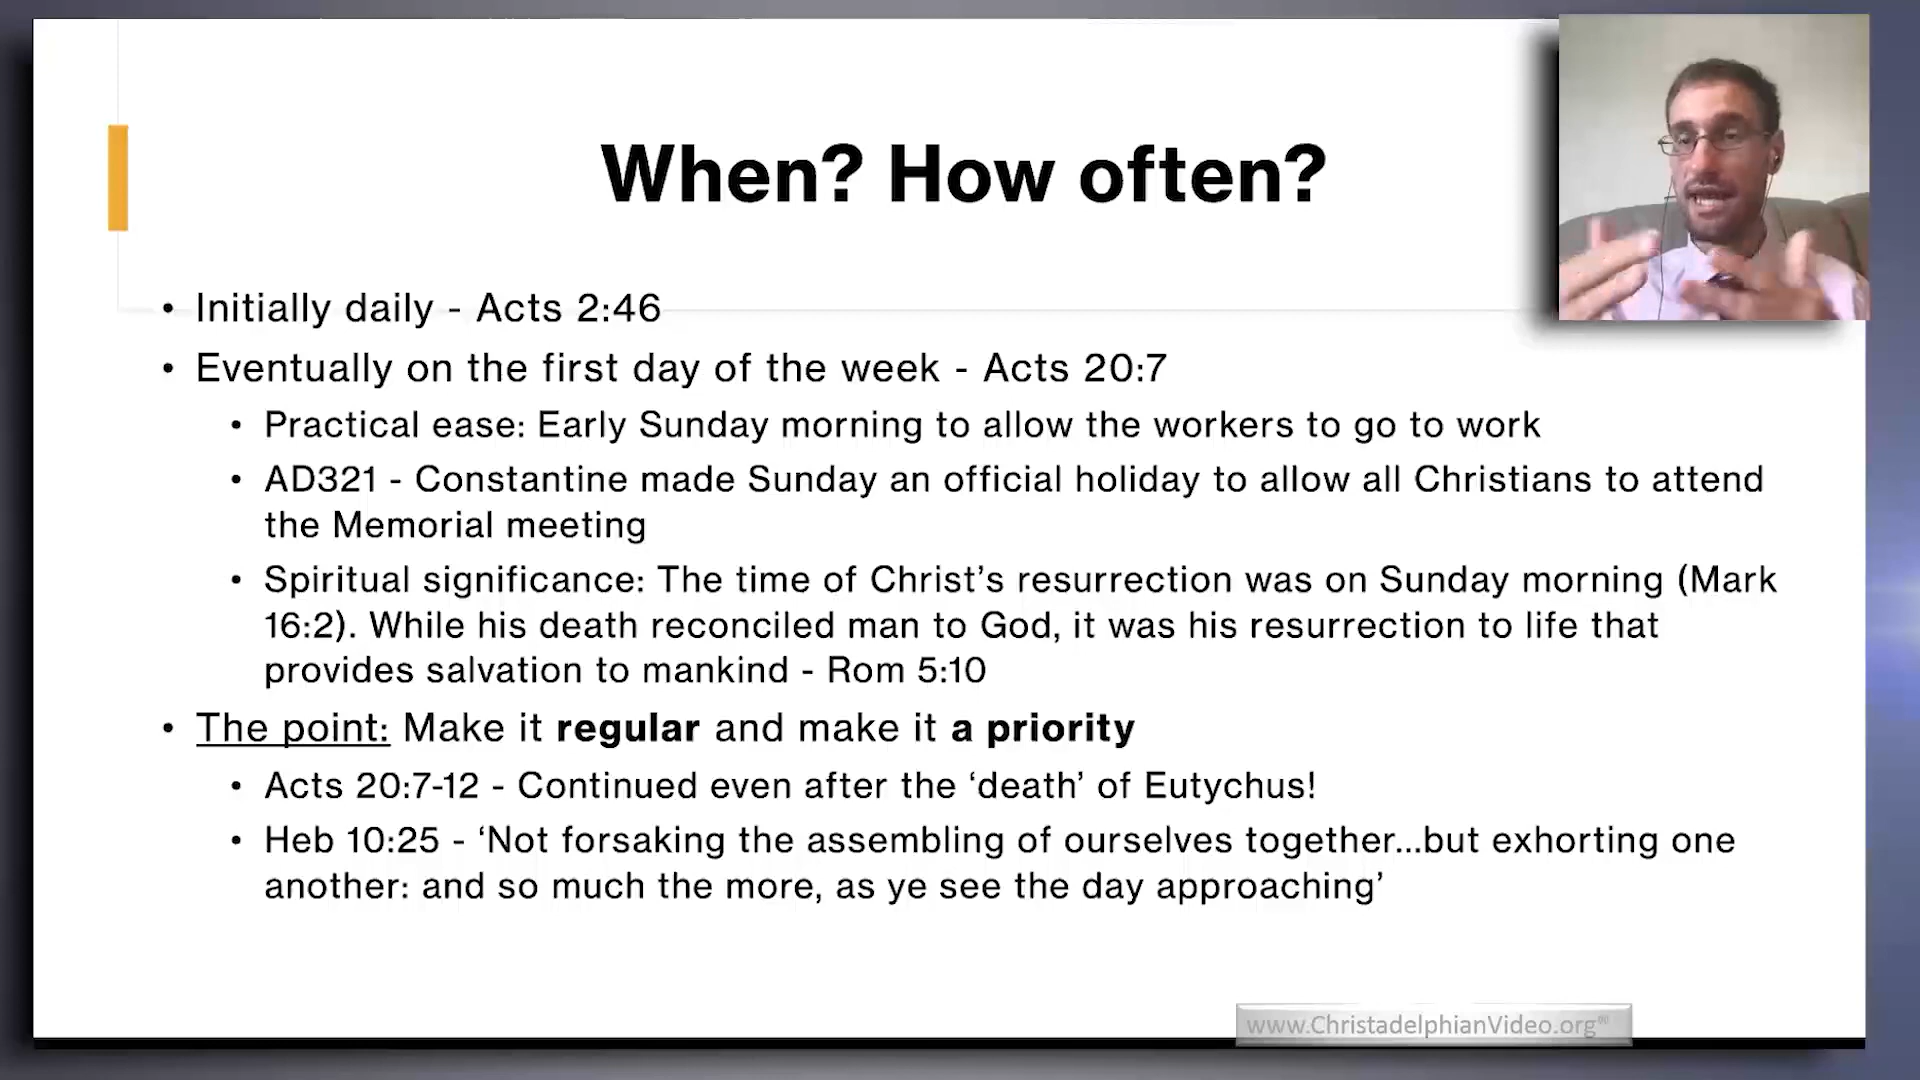 When? How often?
• Initially daily - Acts 2:46
• Eventually on the first day of the week - Acts 20:7
• Practical ease: Early Sunday morning to allow the workers to go to work
• AD321 - Constantine made Sunday an official holiday to allow all Christians to attend
the Memorial meeting
• Spiritual significance: The time of Christ’s resurrection was on Sunday morning (Mark
16:2). While his death reconciled man to God, it was his resurrection to life that
provides salvation to mankind - Rom 5:10
• The point: Make it regular and make it a priority
• Acts 20:7-12 - Continued even after the ‘death’ of Eutychus!
• Heb 10:25 - ‘Not forsaking the assembling of ourselves together...but exhorting one
another: and so much the more, as ye see the day approaching’
www.ChristadelphianVideo.org®